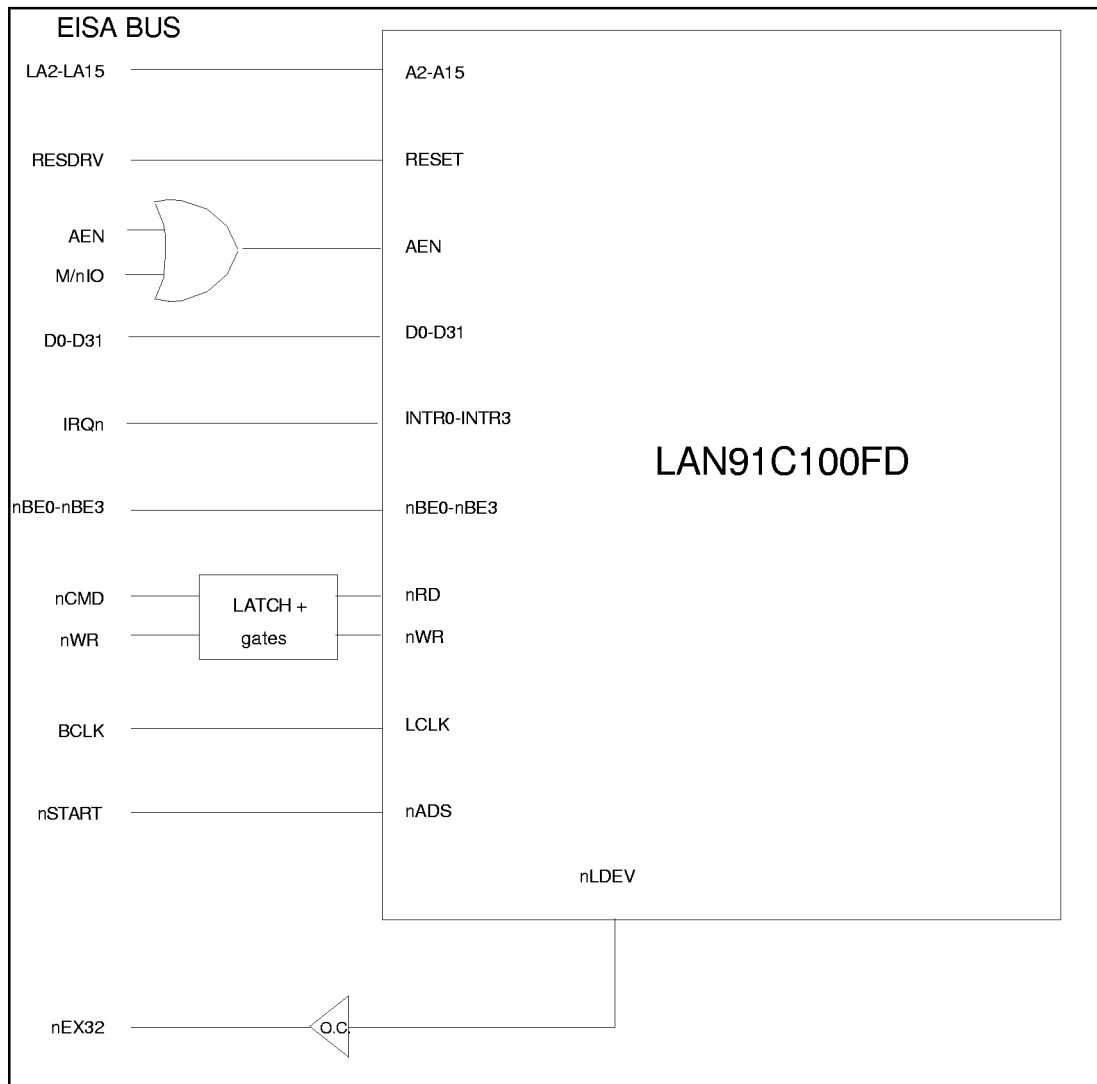 EISA BUS
LA2-LA15
A2-A15
RESDRV
RESET
AEN
M/nIO
AEN
D0-D31
D0-D31
IRQn
INTR0-INTR3
LAN91C100FD
nBE0-nBE3
nBE0-nBE3
nCMD
nWR
LATCH +
gates
nRD
nWR
BCLK
LCLK
nSTART
nADS
nLDEV
nEX32
O.C.